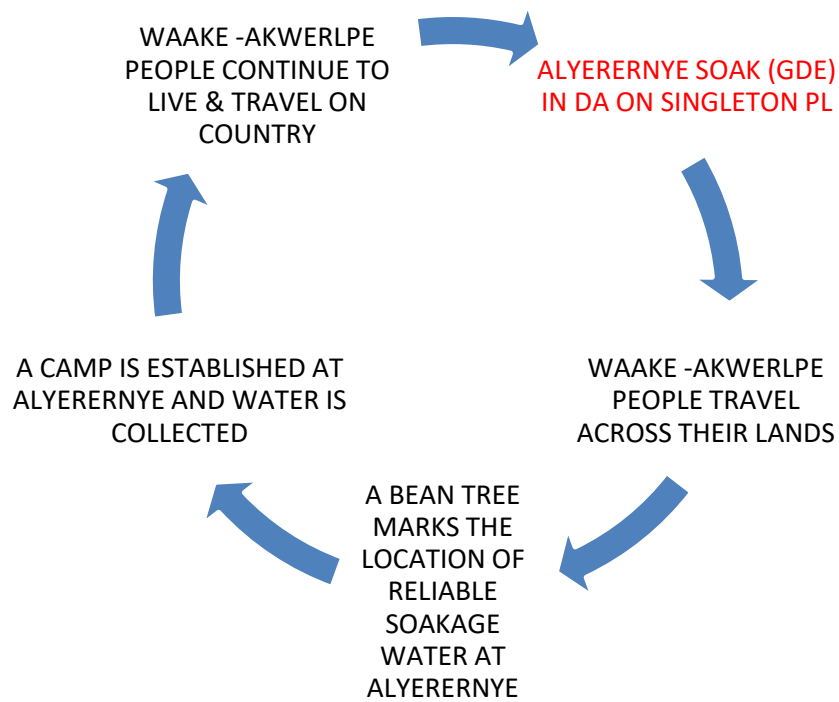 WAAKE -AKWERLPE
PEOPLE CONTINUE TO
LIVE & TRAVEL ON
COUNTRY
ALYERERNYE SOAK (GDE)
IN DA ON SINGLETON PL
WAAKE -AKWERLPE
PEOPLE TRAVEL
ACROSS THEIR LANDS
A BEAN TREE
MARKS THE
LOCATION OF
RELIABLE
SOAKAGE
WATER AT
ALYERERNYE
A CAMP IS ESTABLISHED AT
ALYERERNYE AND WATER IS
COLLECTED